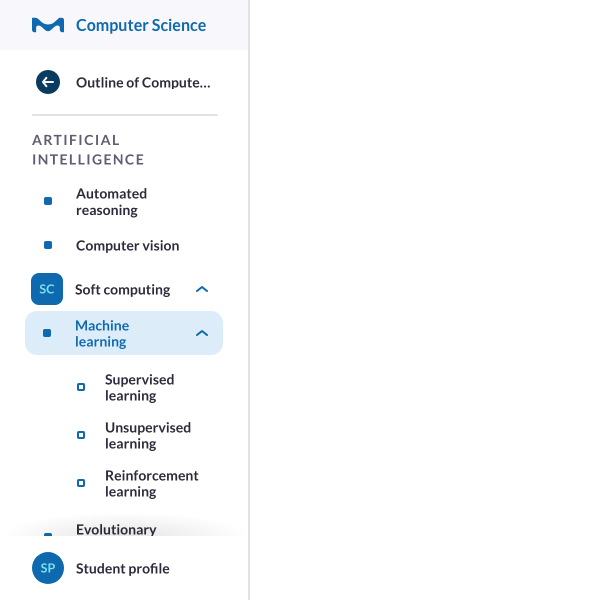 Computer Science
Outline of Compute...
ARTIFICIAL
INTELLIGENCE
Automated
reasoning
Computer vision
SC Soft computing
Machine
learning
Supervised
learning
Unsupervised
learning
Reinforcement
learning
Evolutionary
SP Student profile